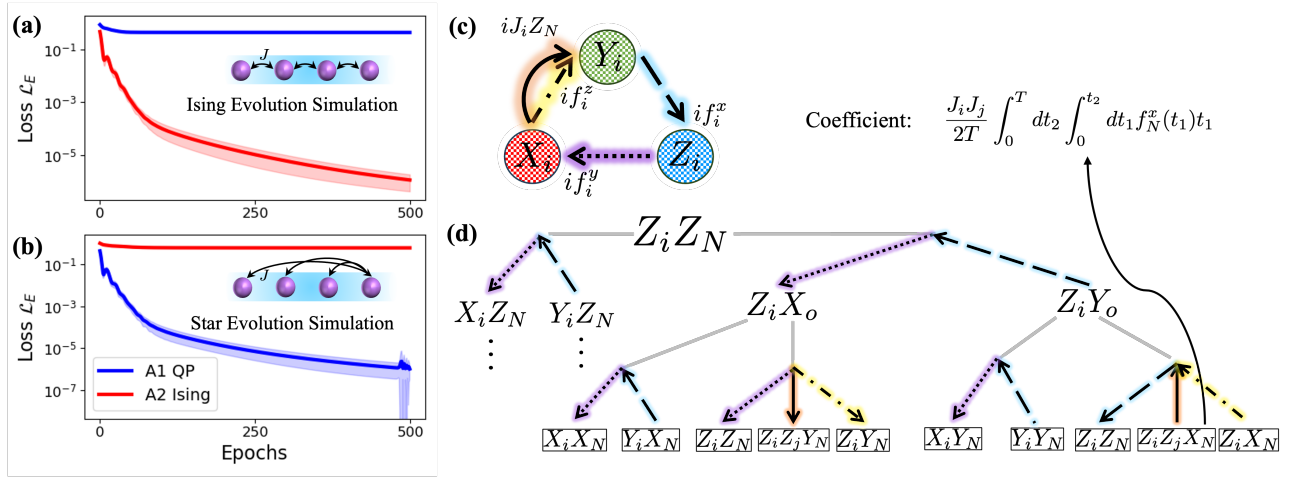 (a)
Loss 𝓛_E
10⁻¹
10⁻³
10⁻⁵
J
Ising Evolution Simulation
0
250
500
(b)
Loss 𝓛_E
10⁻¹
10⁻³
10⁻⁵
10⁻⁷
J
Star Evolution Simulation
A1 QP
A2 Ising
0
250
500
Epochs
(c)
iJ_iZ_N
Y_i
if_i^z
if_i^x
X_i
Z_i
if_i^y
Coefficient: \frac{J_iJ_j}{2T} \int_0^T dt_2 \int_0^{t_2} dt_1 f_N^x(t_1)t_1
(d)
Z_iZ_N
X_iZ_N
Y_iZ_N
Z_iX_o
Z_iY_o
X_iX_N
Y_iX_N
Z_iZ_N
Z_iZ_jY_N
Z_iY_N
X_iY_N
Y_iY_N
Z_iZ_N
Z_iZ_jX_N
Z_iX_N